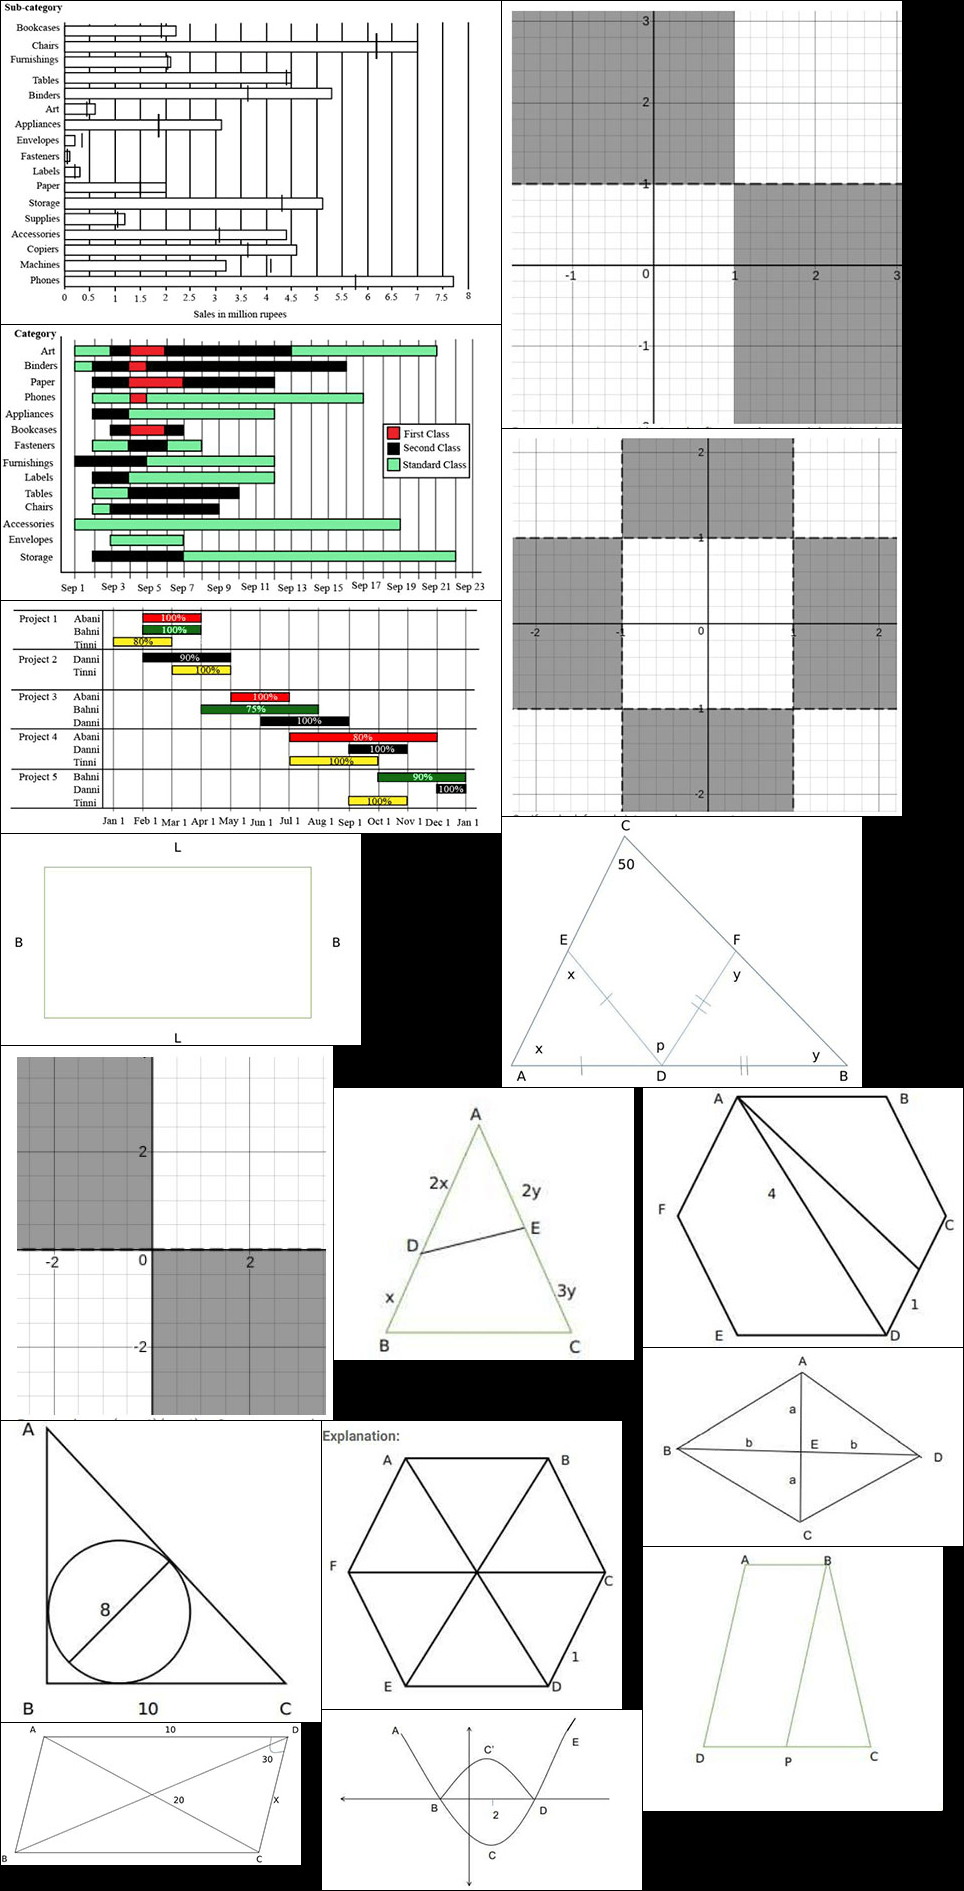 Sub-category
Bookcases
Chairs
Furnishings
Tables
Binders
Art
Appliances
Envelopes
Fasteners
Labels
Paper
Storage
Supplies
Accessories
Copiers
Machines
Phones
0 0.5 1 1.5 2 2.5 3 3.5 4 4.5 5 5.5 6 6.5 7 7.5 8
Sales in million rupees
3
2
1
-1 0 1 2 3
-1
Category
Art
Binders
Paper
Phones
Appliances
Bookcases
Fasteners
Furnishings
Labels
Tables
Chairs
Accessories
Envelopes
Storage
First Class
Second Class
Standard Class
Sep 1 Sep 3 Sep 5 Sep 7 Sep 9 Sep 11 Sep 13 Sep 15 Sep 17 Sep 19 Sep 21 Sep 23
2
1
-2 -1 0 1 2
-1
-2
Project 1 Abani 100%
Bahni 100%
Tinni 80%
Project 2 Danni 90%
Tinni 100%
Project 3 Abani 100%
Bahni 75%
Danni 100%
Project 4 Abani 80%
Danni 100%
Tinni 100%
Project 5 Bahni 90%
Danni 100%
Tinni 100%
Jan 1 Feb 1 Mar 1 Apr 1 May 1 Jun 1 Jul 1 Aug 1 Sep 1 Oct 1 Nov 1 Dec 1 Jan 1
L
B B
L
C
50
E F
x y
x p y
A D B
2
-2 0 2
-2
A
2x 2y
D E
x 3y
B C
A B
4
F C
1
E D
A
a
B b E b D
a
C
A
8
B 10 C
Explanation:
A B
F C
1
E D
A B
D P C
A 10 D
30
20 X
B C
A E
C'
B 2 D
C